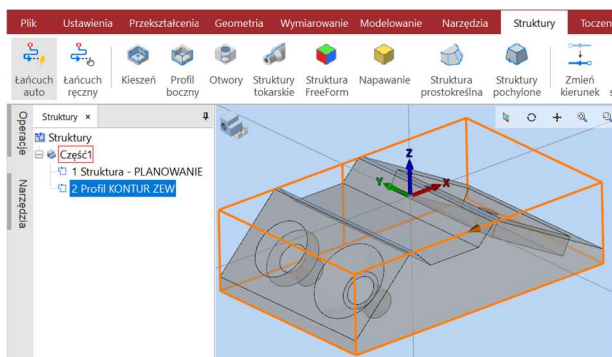 Plik Ustawienia Przekształcenia Geometria Wymiarowanie Modelowanie Narzędzia Struktury
Łańcuch auto
Łańcuch ręczny
Kieszeń
Profil boczny
Otwory
Struktury tokarskie
Struktura FreeForm
Napawanie
Struktura prostokreślna
Struktury pochylone
Zmień kierunek
Operacje
Narzędzia
Struktury ×
Struktury
Część1
1 Struktura - PLANOWANIE
2 Profil KONTUR ZEW
Z
Y
X